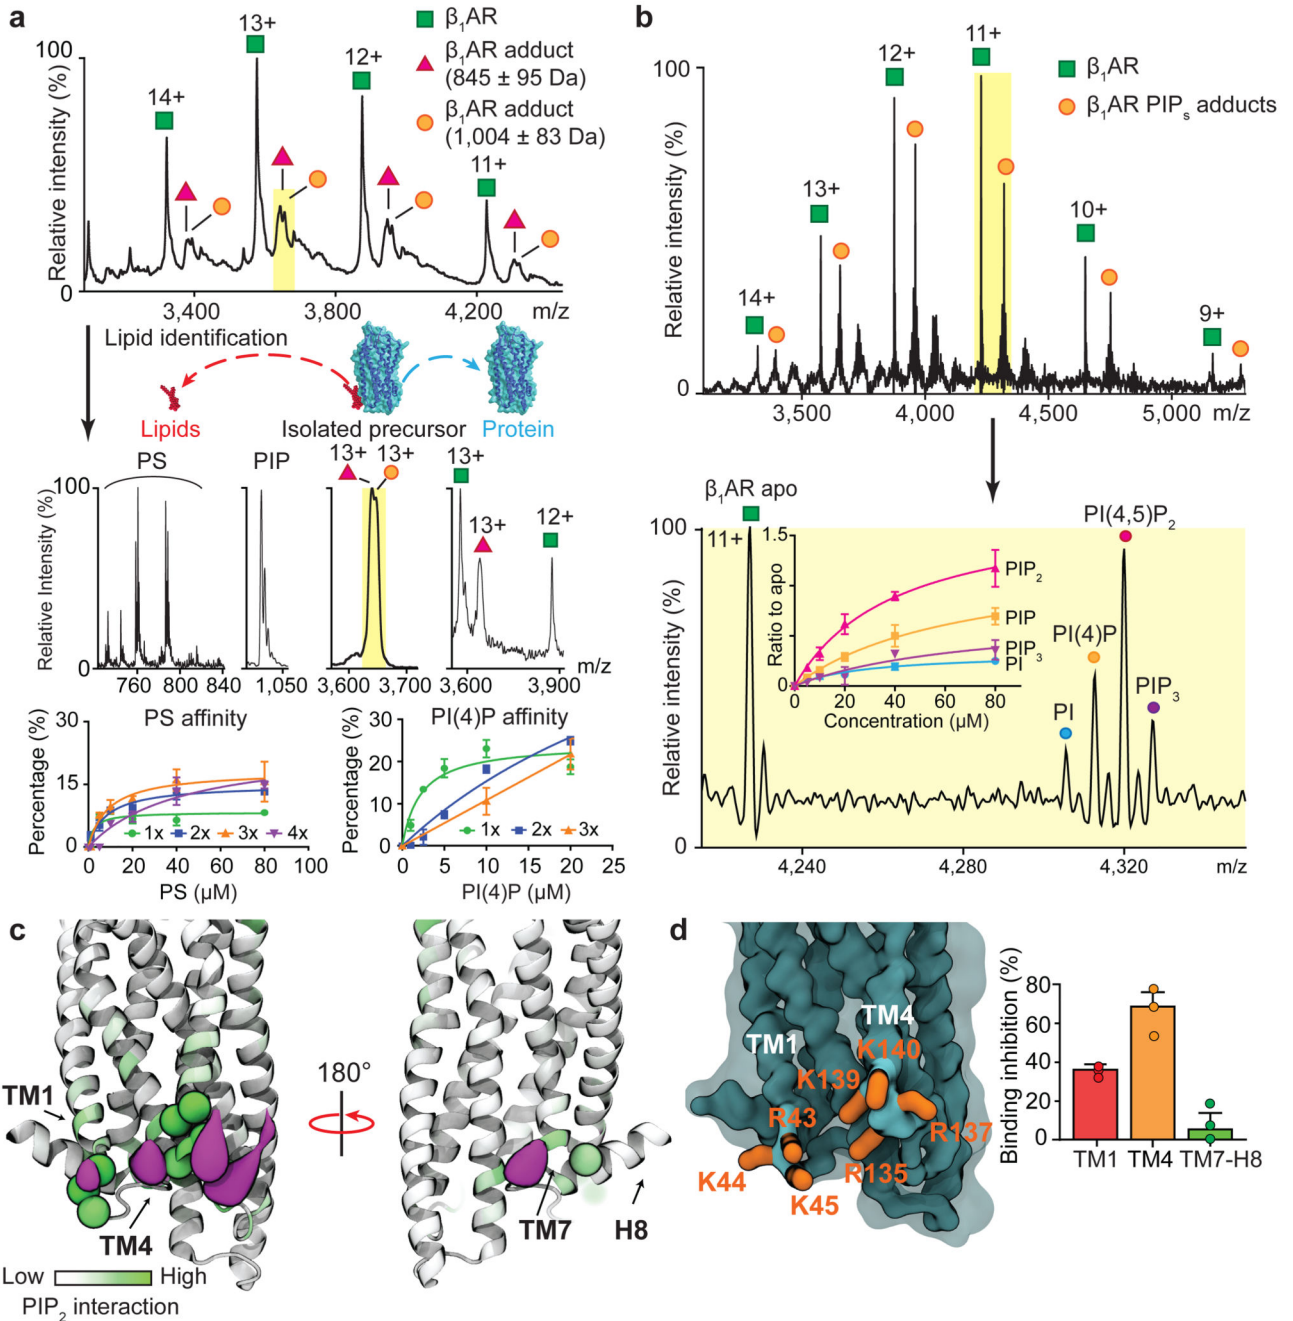 a
100
Relative intensity (%)
0
14+
13+
12+
11+
3,400
3,800
4,200
m/z
β₁AR
β₁AR adduct
(845 ± 95 Da)
β₁AR adduct
(1,004 ± 83 Da)
Lipid identification
Lipids
Isolated precursor
Protein
PS
PIP
13+
13+
13+
13+
12+
100
Relative Intensity (%)
0
760
800
840
1,050
3,600
3,700
3,600
3,900
m/z
PS affinity
Percentage (%)
30
15
0
1x
2x
3x
4x
0
20
40
60
80
100
PS (µM)
PI(4)P affinity
Percentage (%)
30
20
10
0
1x
2x
3x
0
5
10
15
20
25
PI(4)P (µM)
b
100
Relative intensity (%)
0
14+
13+
12+
11+
10+
9+
β₁AR
β₁AR PIPₛ adducts
3,500
4,000
4,500
5,000
m/z
β₁AR apo
11+
100
Relative intensity (%)
0
1.5
Ratio to apo
0
PIP₂
PIP
PIP₃
PI
0
20
40
60
80
Concentration (µM)
PI(4,5)P₂
PI(4)P
PIP₃
PI
4,240
4,280
4,320
m/z
c
TM1
TM4
180°
TM7
H8
Low
High
PIP₂ interaction
d
TM4
TM1
K140
K139
R43
R137
R135
K44
K45
Binding inhibition (%)
80
60
40
20
0
TM1
TM4
TM7-H8